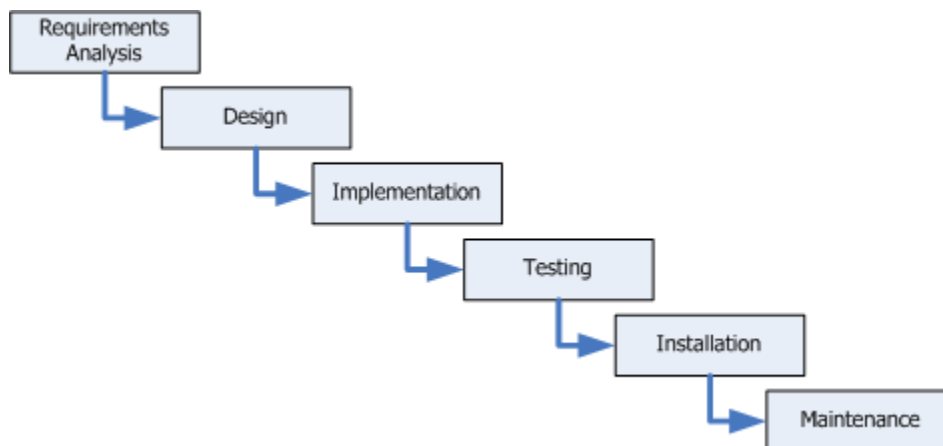 Requirements
Analysis
Design
Implementation
Testing
Installation
Maintenance